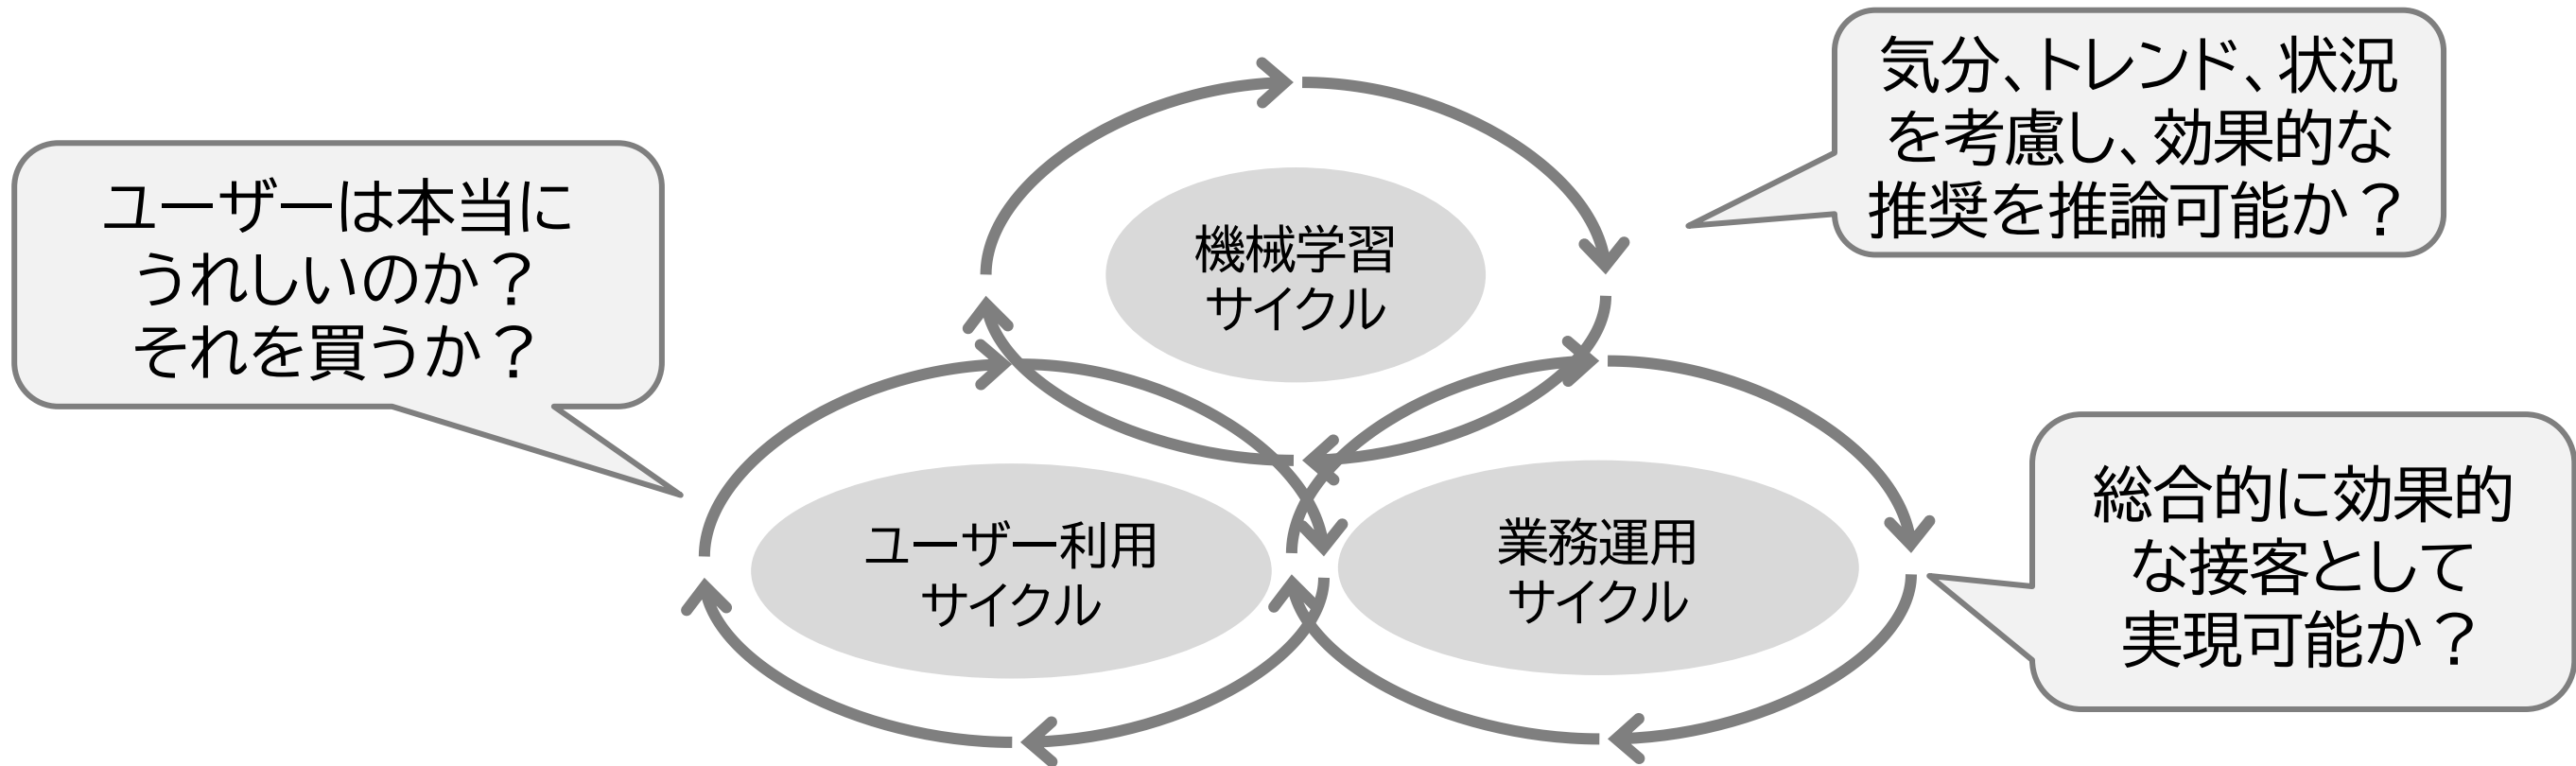 ユーザーは本当に
うれしいのか？
それを買うか？
気分、トレンド、状況
を考慮し、効果的な
推奨を推論可能か？
機械学習
サイクル
ユーザー利用
サイクル
業務運用
サイクル
総合的に効果的
な接客として
実現可能か？